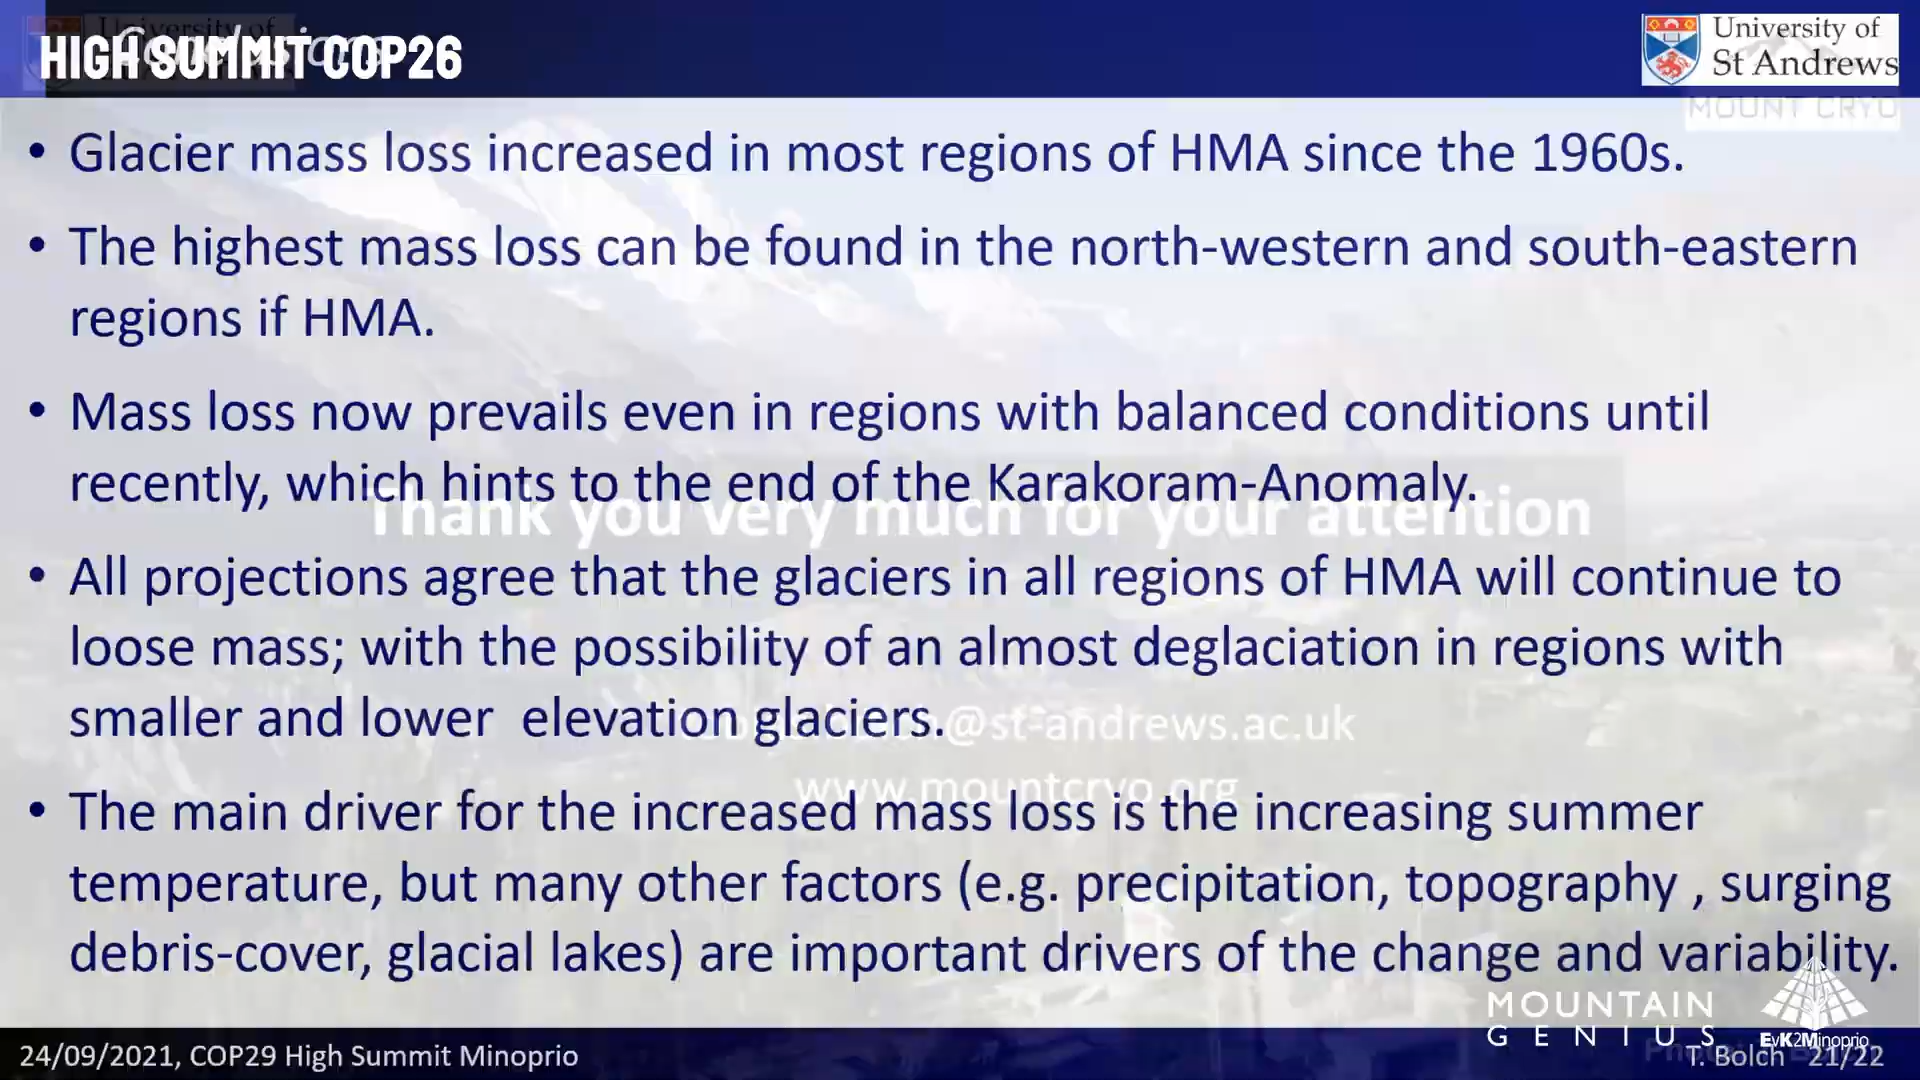 HIGH SUMMIT COP26
Conclusions
University of
St Andrews
MOUNT CRYO
• Glacier mass loss increased in most regions of HMA since the 1960s.
• The highest mass loss can be found in the north-western and south-eastern
regions if HMA.
• Mass loss now prevails even in regions with balanced conditions until
recently, which hints to the end of the Karakoram-Anomaly.
Thank you very much for your attention
• All projections agree that the glaciers in all regions of HMA will continue to
loose mass; with the possibility of an almost deglaciation in regions with
smaller and lower elevation glaciers.
@st-andrews.ac.uk
www.mountcryo.org
• The main driver for the increased mass loss is the increasing summer
temperature, but many other factors (e.g. precipitation, topography , surging
debris-cover, glacial lakes) are important drivers of the change and variability.
MOUNTAIN
GENIUS
EvK2Minoprio
24/09/2021, COP29 High Summit Minoprio
T. Bolch 21/22